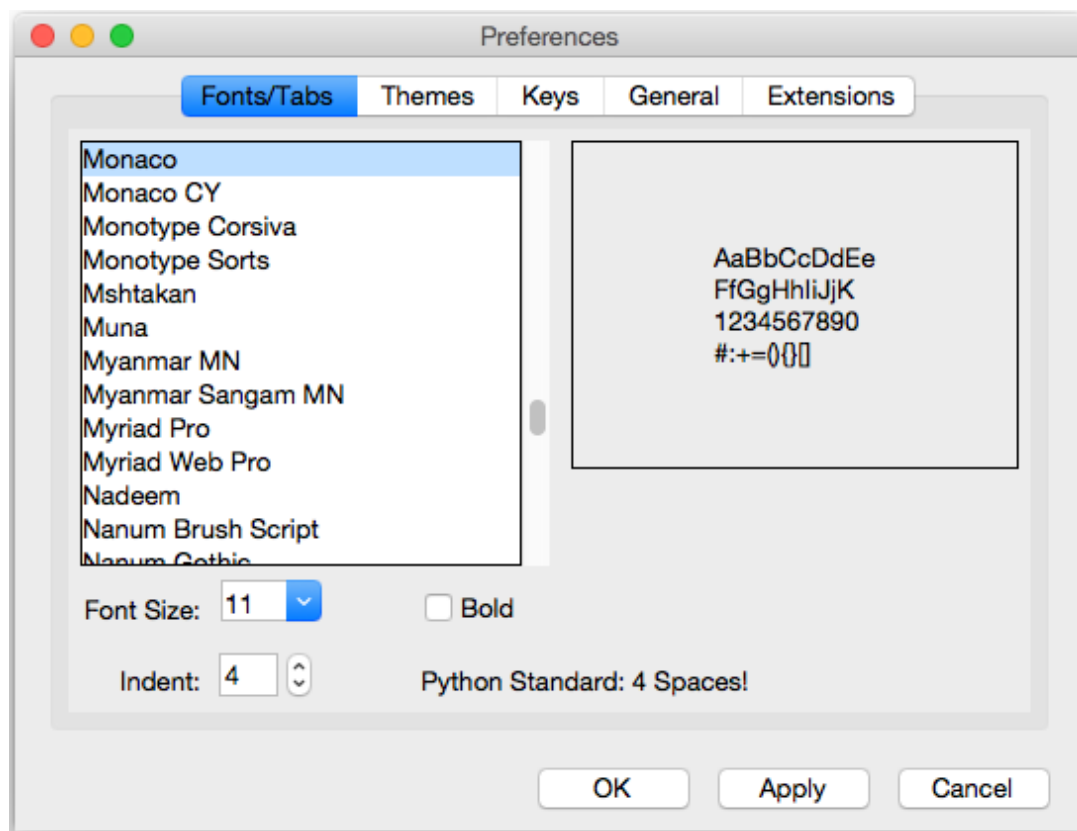 Preferences
Fonts/Tabs Themes Keys General Extensions
Monaco
Monaco CY
Monotype Corsiva
Monotype Sorts
Mshtakan
Muna
Myanmar MN
Myanmar Sangam MN
Myriad Pro
Myriad Web Pro
Nadeem
Nanum Brush Script
Nanum Gothic
AaBbCcDdEe
FfGgHhIiJjK
1234567890
#:+=(){}[]
Font Size: 11 Bold
Indent: 4 Python Standard: 4 Spaces!
OK Apply Cancel